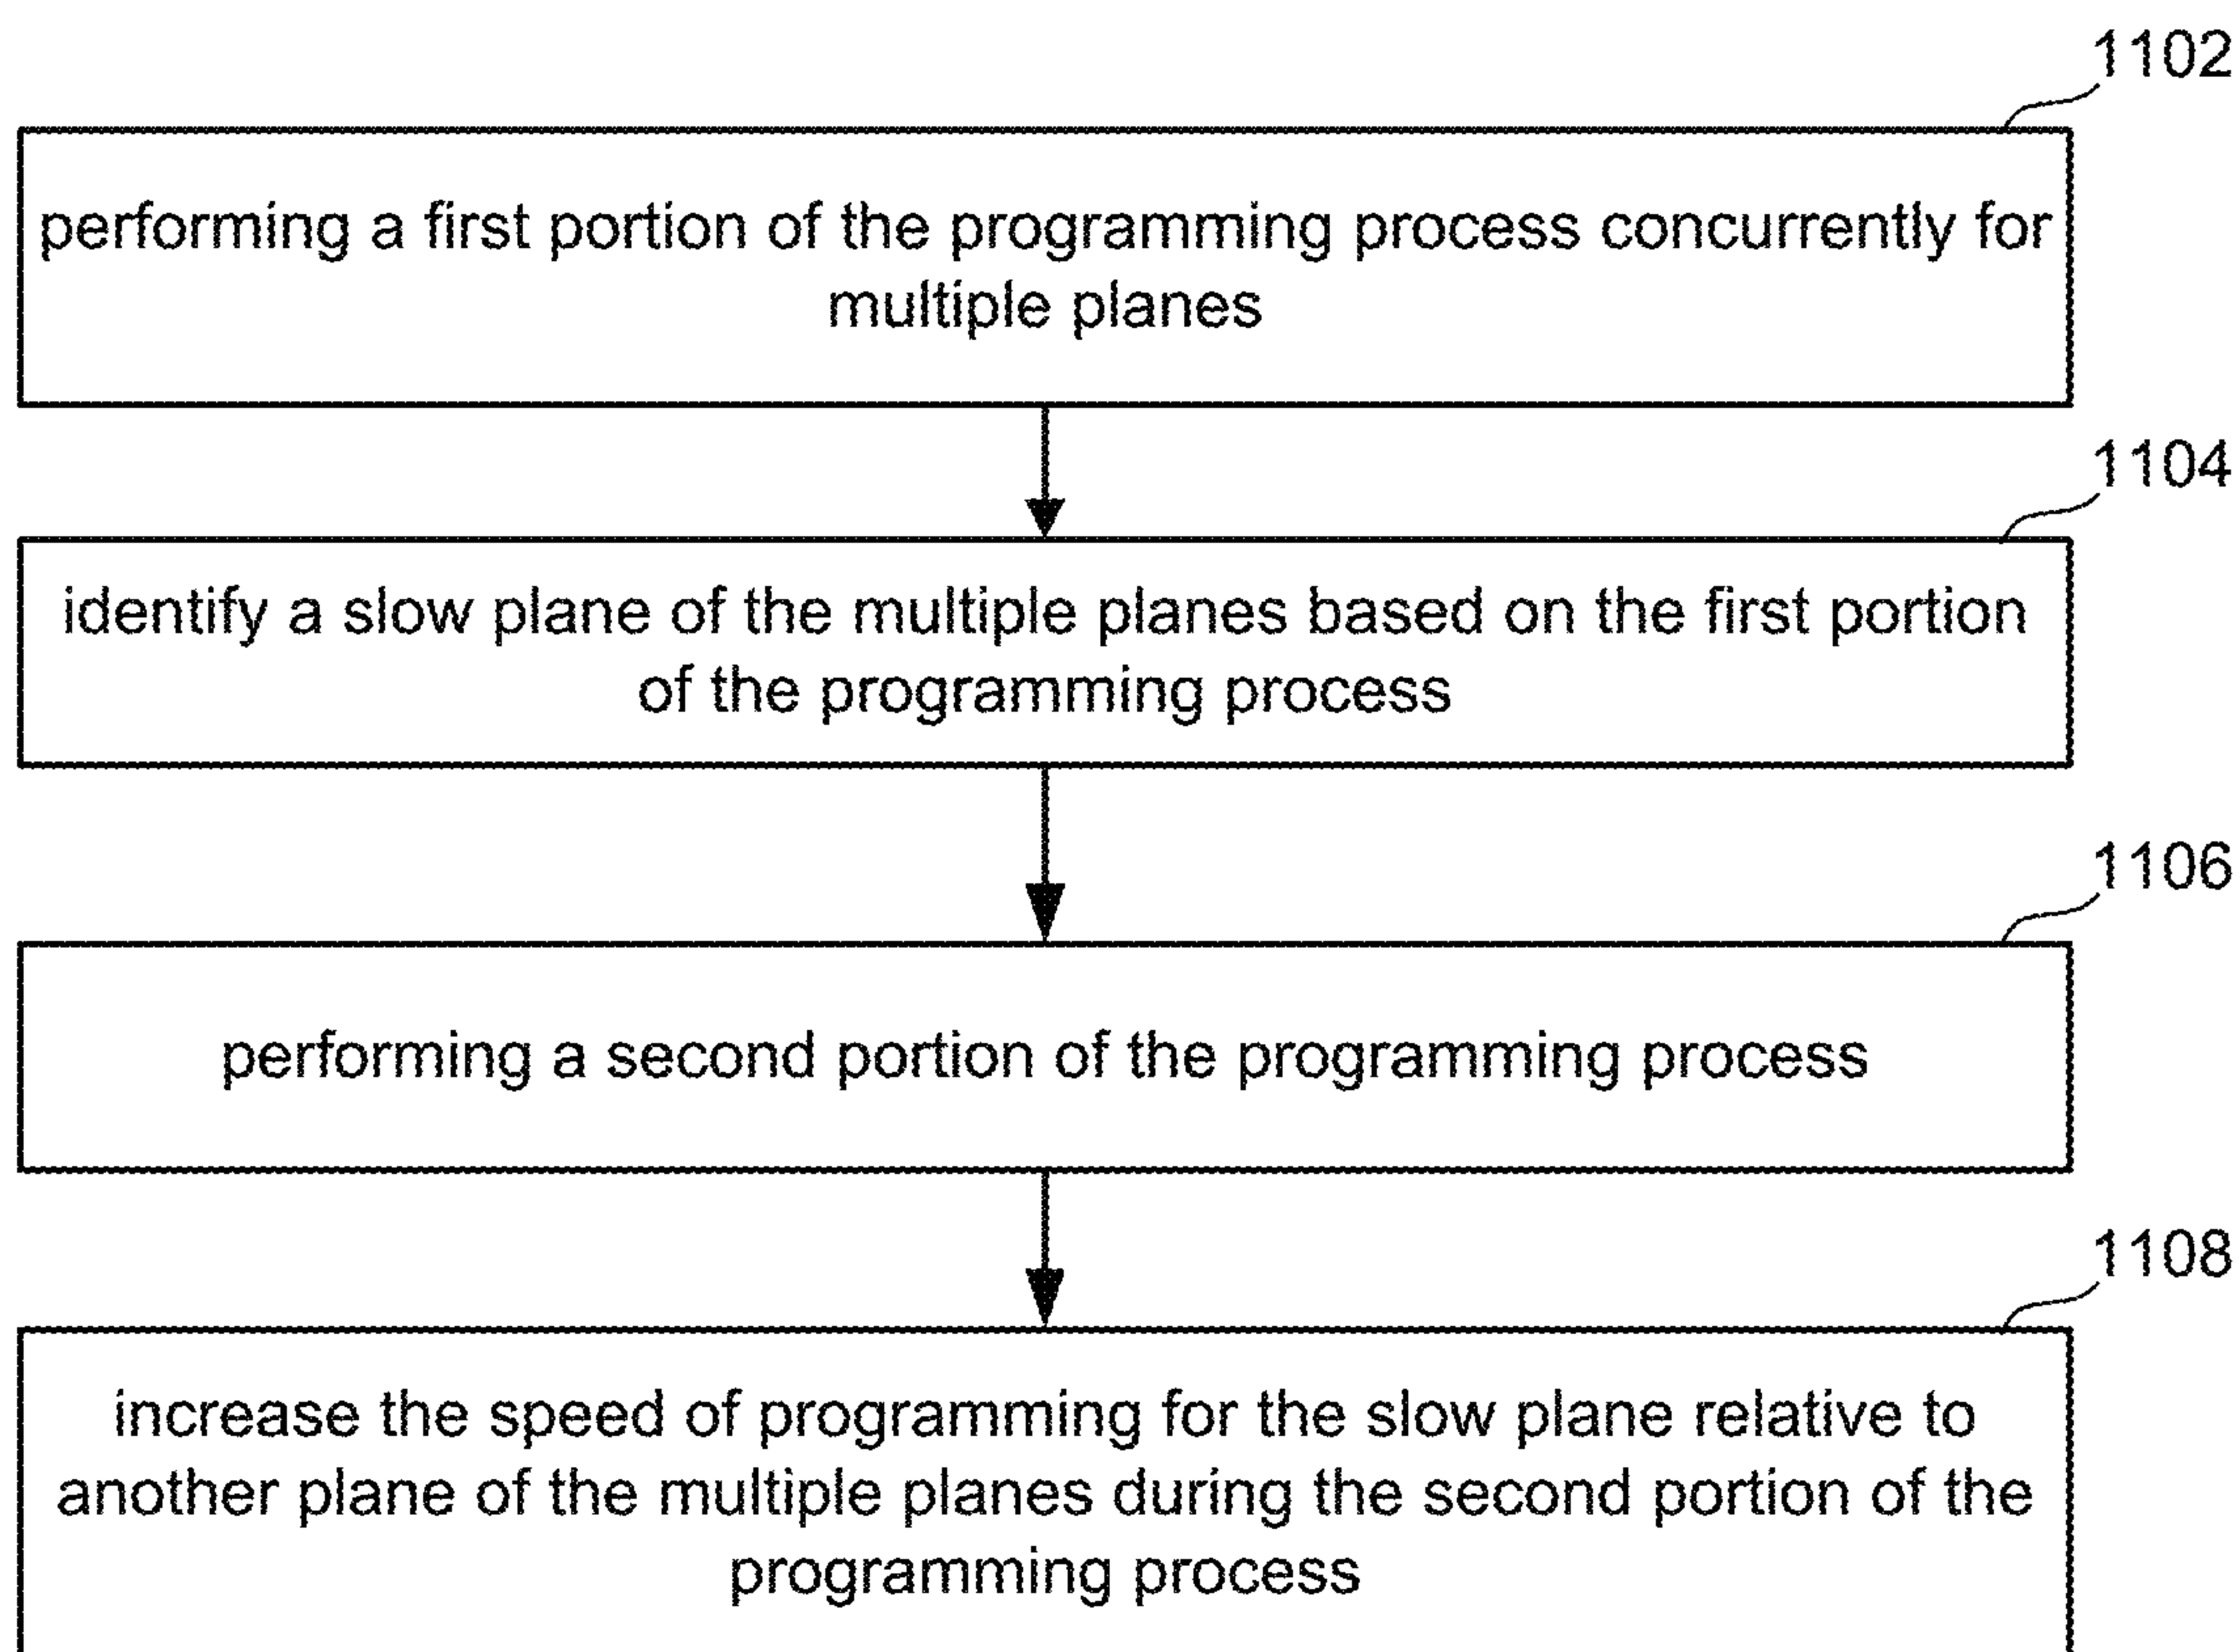 1102
performing a first portion of the programming process concurrently for
multiple planes
1104
identify a slow plane of the multiple planes based on the first portion
of the programming process
1106
performing a second portion of the programming process
1108
increase the speed of programming for the slow plane relative to
another plane of the multiple planes during the second portion of the
programming process